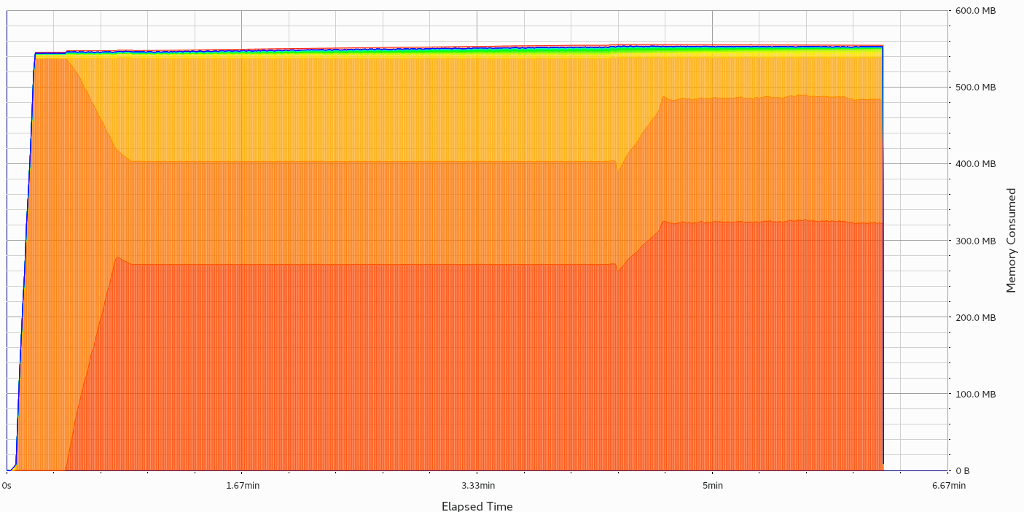 600.0 MB
500.0 MB
400.0 MB
300.0 MB
200.0 MB
100.0 MB
0 B
Memory Consumed
0s 1.67min 3.33min 5min 6.67min
Elapsed Time